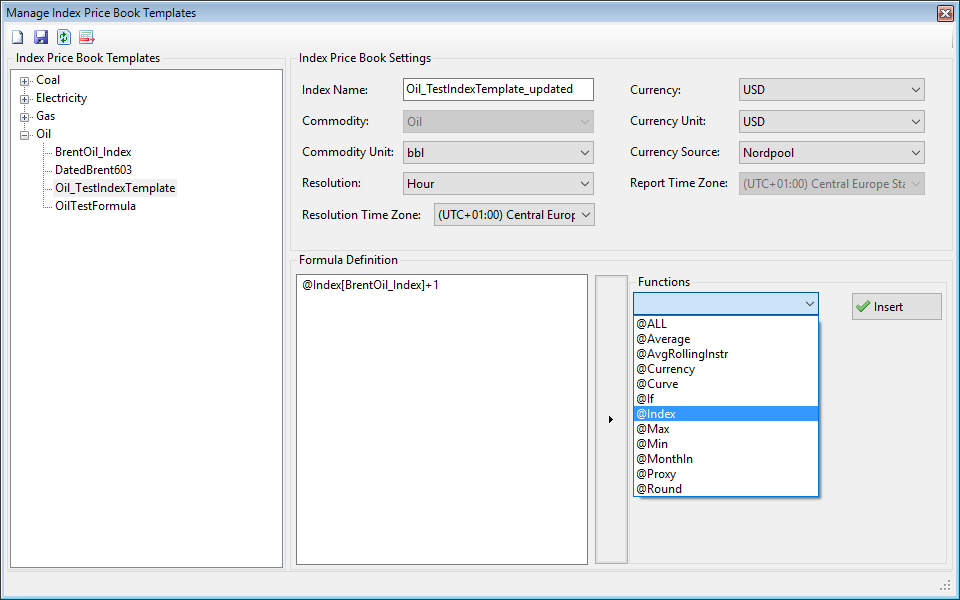 Manage Index Price Book Templates
Index Price Book Templates
Coal
Electricity
Gas
Oil
BrentOil_Index
DatedBrent603
Oil_TestIndexTemplate
OilTestFormula
Index Price Book Settings
Index Name: Oil_TestIndexTemplate_updated
Commodity: Oil
Commodity Unit: bbl
Resolution: Hour
Resolution Time Zone: (UTC+01:00) Central Europ
Currency: USD
Currency Unit: USD
Currency Source: Nordpool
Report Time Zone: (UTC+01:00) Central Europe Sta
Formula Definition
@Index[BrentOil_Index]+1
Functions
Insert
@ALL
@Average
@AvgRollingInstr
@Currency
@Curve
@If
@Index
@Max
@Min
@MonthIn
@Proxy
@Round